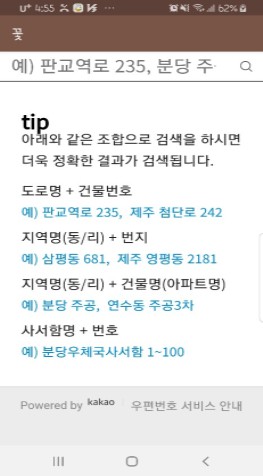 U+ 4:55 62%
꽃
예) 판교역로 235, 분당 주
tip
아래와 같은 조합으로 검색을 하시면
더욱 정확한 결과가 검색됩니다.
도로명 + 건물번호
예) 판교역로 235, 제주 첨단로 242
지역명(동/리) + 번지
예) 삼평동 681, 제주 영평동 2181
지역명(동/리) + 건물명(아파트명)
예) 분당 주공, 연수동 주공3차
사서함명 + 번호
예) 분당우체국사서함 1~100
Powered by kakao 우편번호 서비스 안내